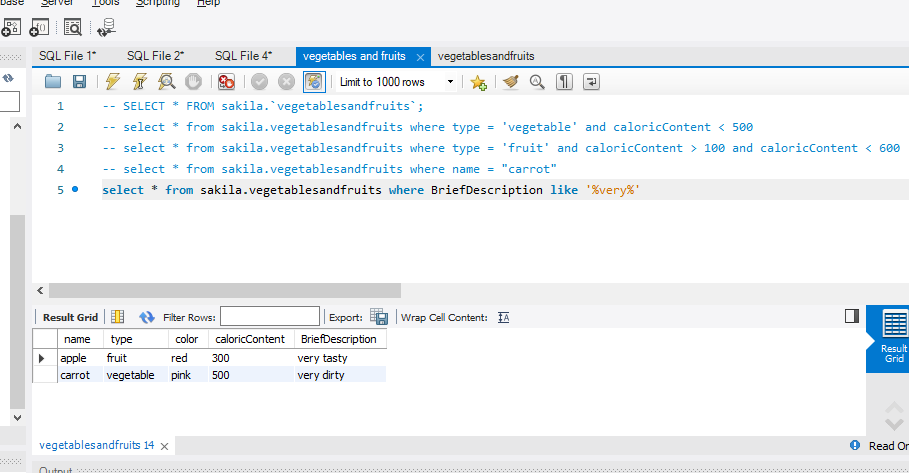 Server Tools Scripting Help
SQL File 1* SQL File 2* SQL File 4* vegetables and fruits vegetablesandfruits
Limit to 1000 rows
1 -- SELECT * FROM sakila.`vegetablesandfruits`;
2 -- select * from sakila.vegetablesandfruits where type = 'vegetable' and caloricContent < 500
3 -- select * from sakila.vegetablesandfruits where type = 'fruit' and caloricContent > 100 and caloricContent < 600
4 -- select * from sakila.vegetablesandfruits where name = "carrot"
5 select * from sakila.vegetablesandfruits where BriefDescription like '%very%'
Result Grid Filter Rows: Export: Wrap Cell Content:
name type color caloricContent BriefDescription
apple fruit red 300 very tasty
carrot vegetable pink 500 very dirty
Result
Grid
vegetablesandfruits 14
Read
Output